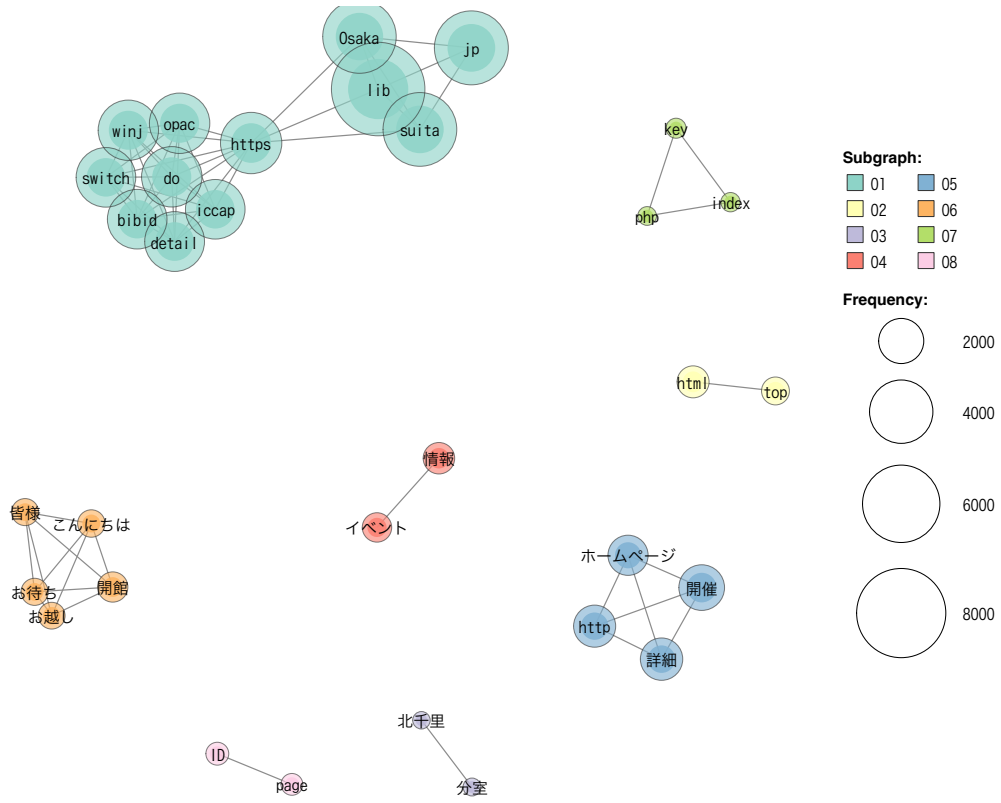 Osaka
jp
lib
suita
https
opac
winj
switch
do
iccap
bibid
detail
key
index
php
html
top
情報
イベント
皆様
こんにちは
お待ち
開館
お越し
ホームページ
開催
http
詳細
北千里
分室
ID
page
Subgraph:
01 05
02 06
03 07
04 08
Frequency:
2000
4000
6000
8000